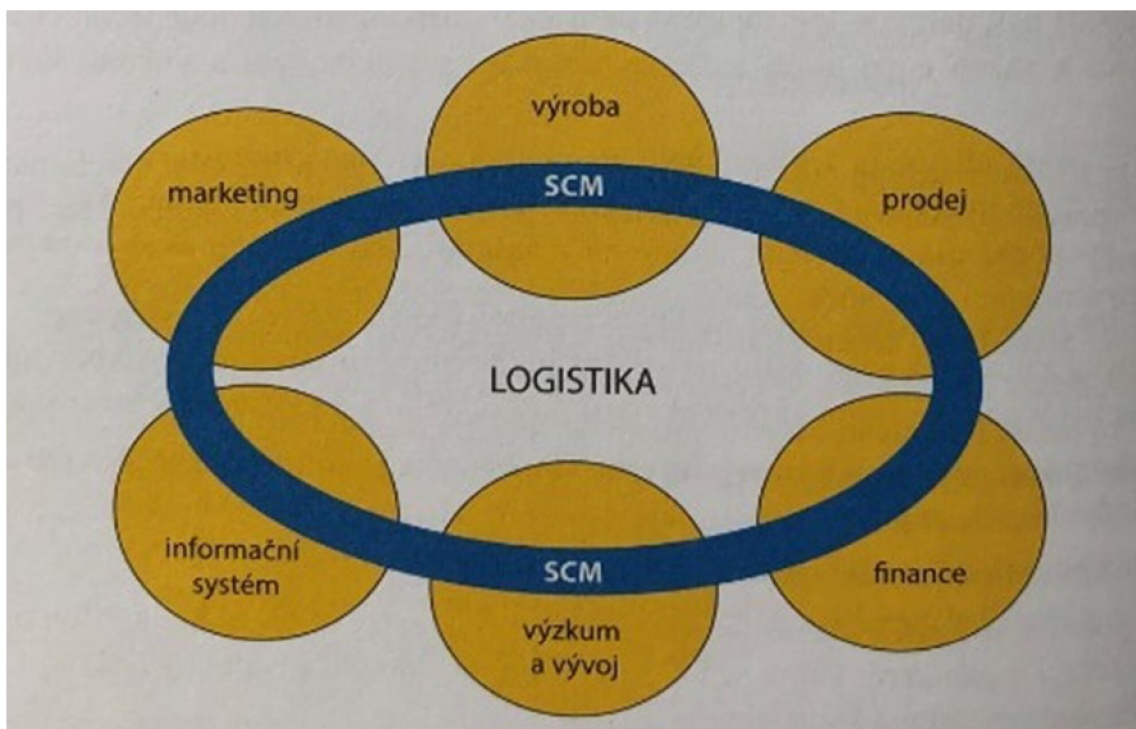 výroba
marketing
SCM
prodej
LOGISTIKA
informační
systém
SCM
finance
výzkum
a vývoj